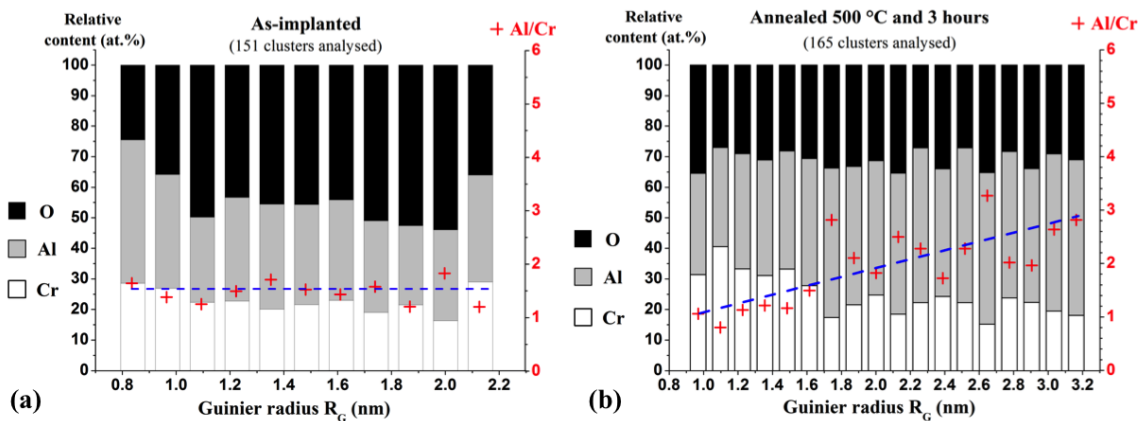 Relative
content (at.%)
As-implanted
(151 clusters analysed)
+ Al/Cr
100
90
80
70
60
50
40
30
20
10
0
6
5
4
3
2
1
0
O
Al
Cr
0.8 1.0 1.2 1.4 1.6 1.8 2.0 2.2
Guinier radius R_G (nm)
(a)
Relative
content (at.%)
Annealed 500 °C and 3 hours
(165 clusters analysed)
+ Al/Cr
100
90
80
70
60
50
40
30
20
10
0
6
5
4
3
2
1
0
O
Al
Cr
1.0 1.2 1.4 1.6 1.8 2.0 2.2 2.4 2.6 2.8 3.0 3.2
Guinier radius R_G (nm)
(b)